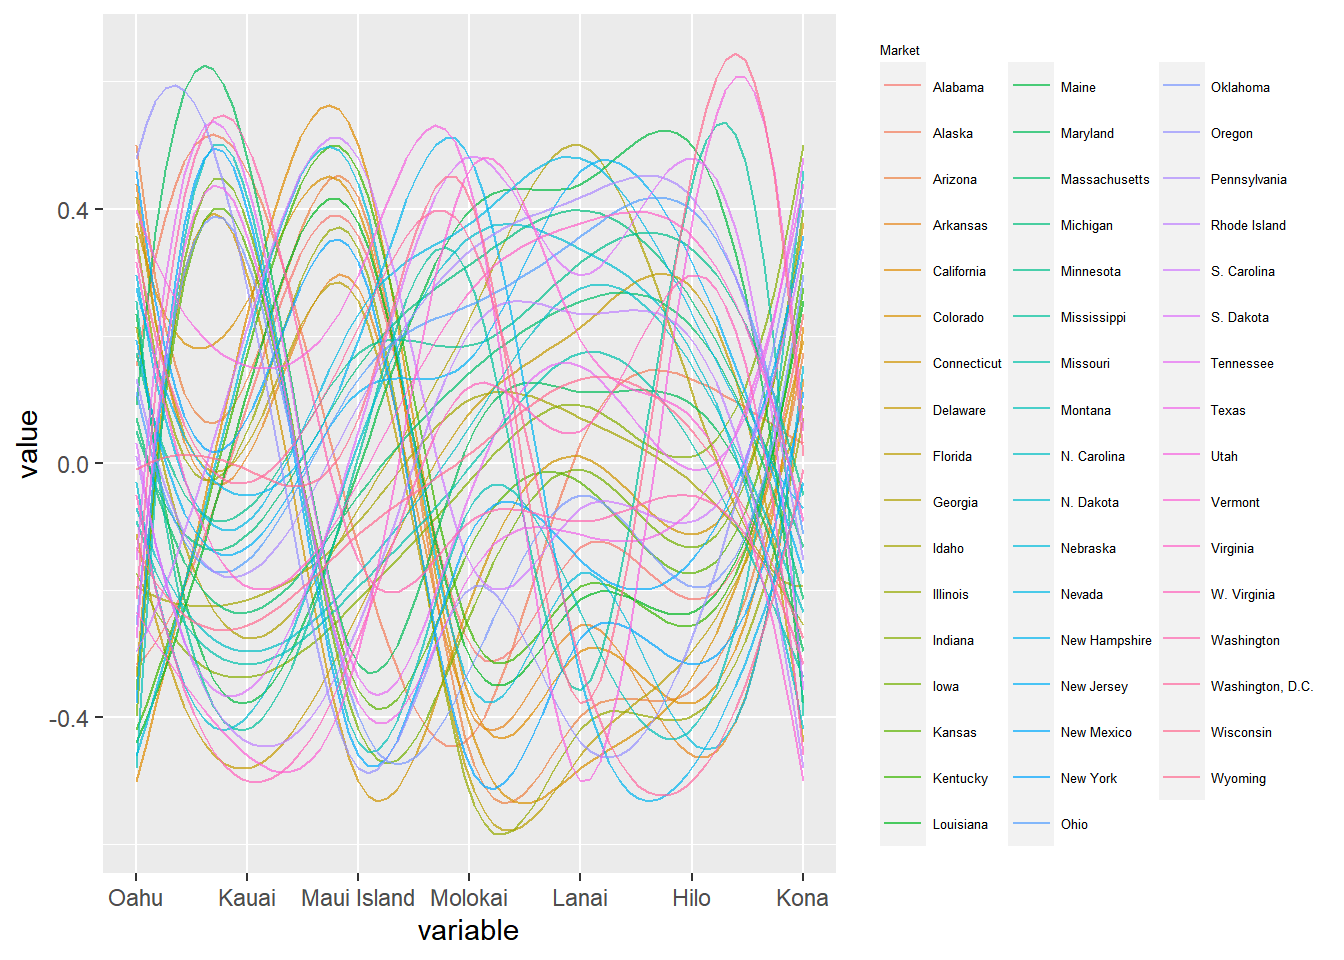 0.4
0.0
-0.4
value
Oahu Kauai Maui Island Molokai Lanai Hilo Kona
variable
Market
Alabama
Alaska
Arizona
Arkansas
California
Colorado
Connecticut
Delaware
Florida
Georgia
Idaho
Illinois
Indiana
Iowa
Kansas
Kentucky
Louisiana
Maine
Maryland
Massachusetts
Michigan
Minnesota
Mississippi
Missouri
Montana
N. Carolina
N. Dakota
Nebraska
Nevada
New Hampshire
New Jersey
New Mexico
New York
Ohio
Oklahoma
Oregon
Pennsylvania
Rhode Island
S. Carolina
S. Dakota
Tennessee
Texas
Utah
Vermont
Virginia
W. Virginia
Washington
Washington, D.C.
Wisconsin
Wyoming